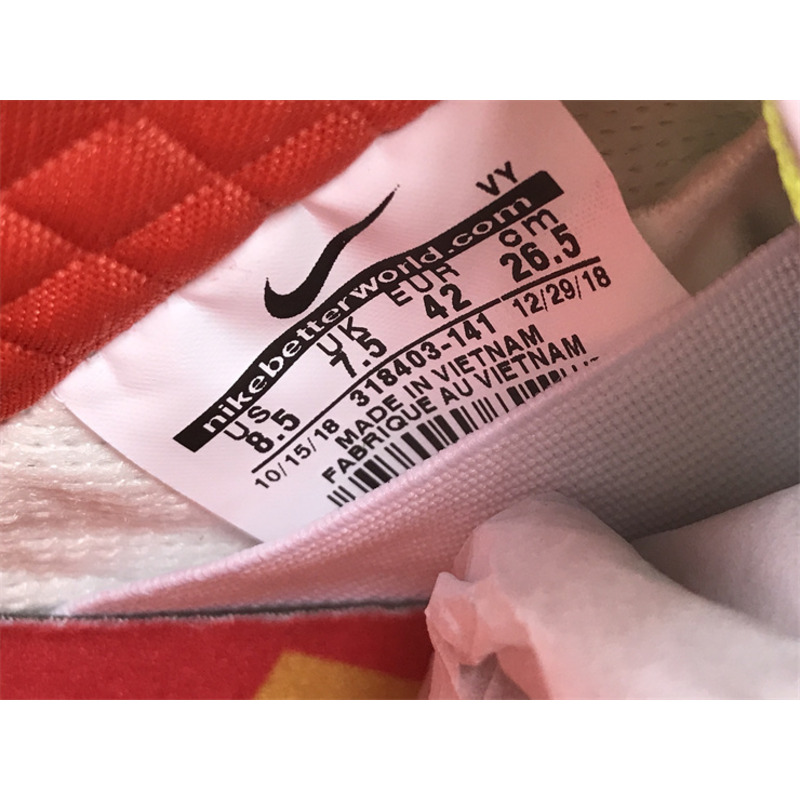 VY
nikebetterworld.com
US UK EUR cm
8.5 7.5 42 26.5
10/15/18 318403-141 12/29/18
MADE IN VIETNAM
FABRIQUE AU VIETNAM